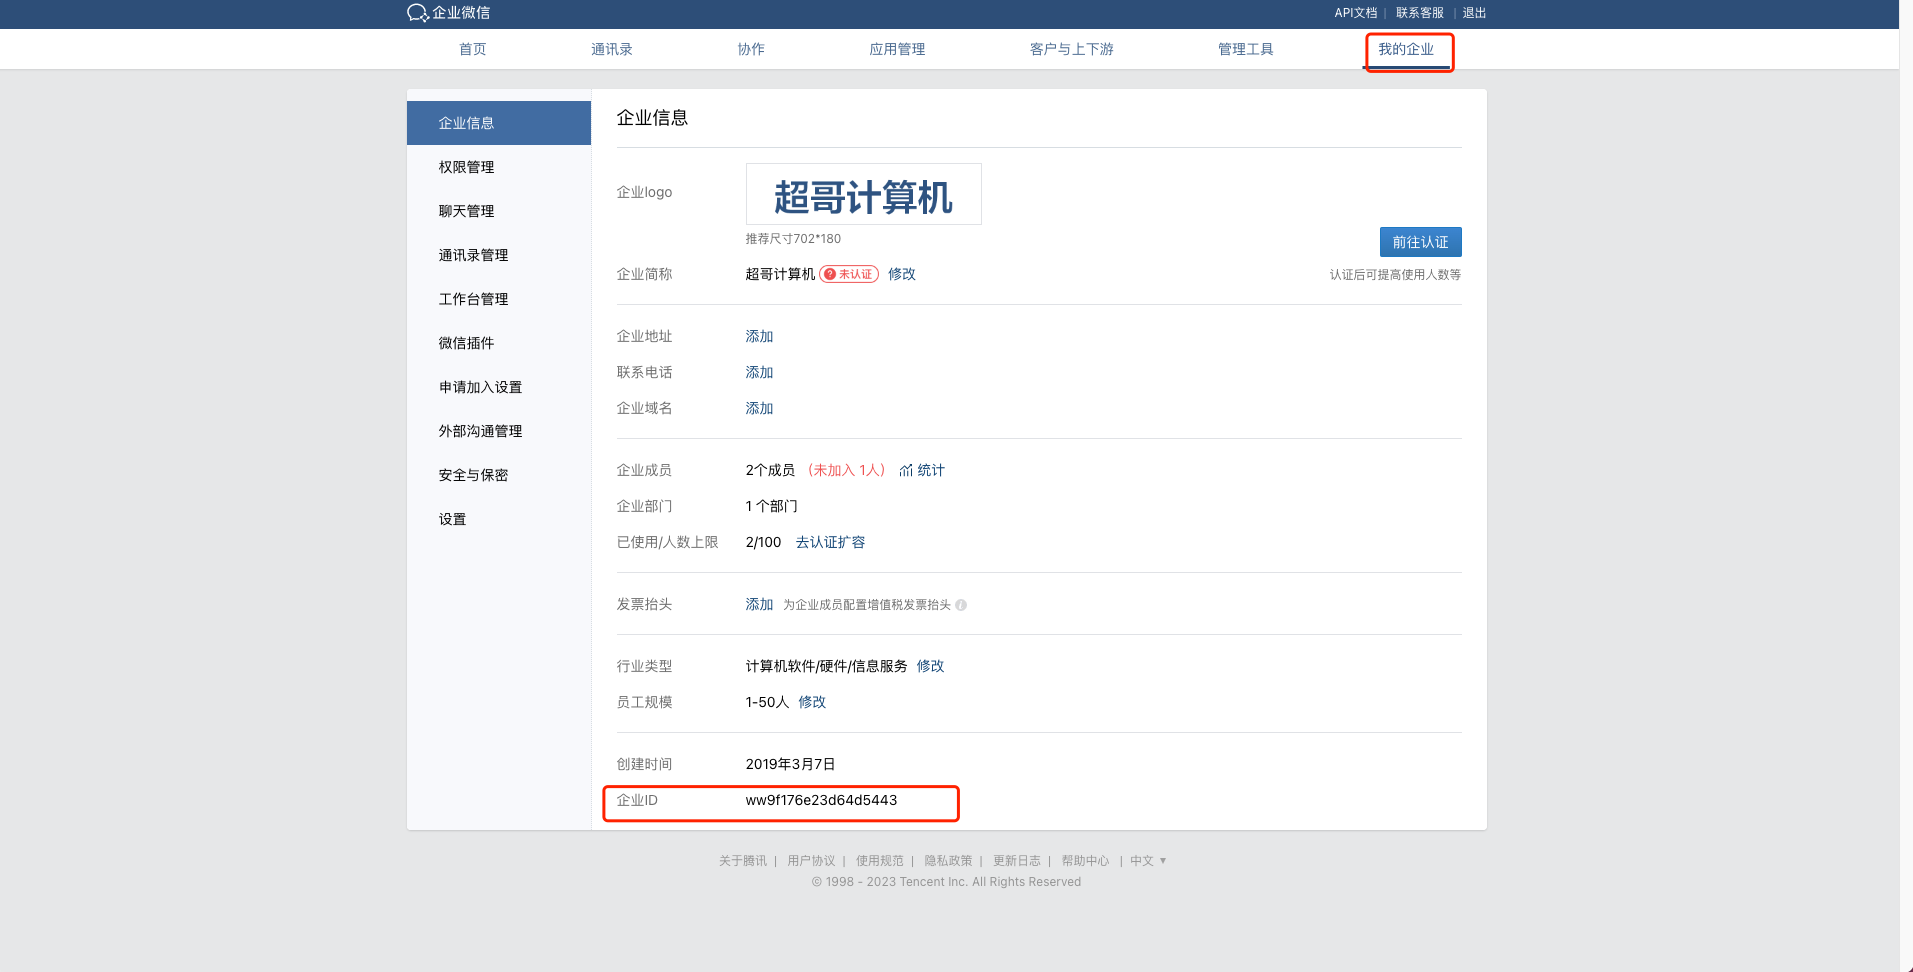 企业微信
API文档 | 联系客服 | 退出
首页 通讯录 协作 应用管理 客户与上下游 管理工具 我的企业
企业信息
权限管理
聊天管理
通讯录管理
工作台管理
微信插件
申请加入设置
外部沟通管理
安全与保密
设置
企业信息
企业logo
超哥计算机
推荐尺寸702*180
前往认证
企业简称 超哥计算机 ? 未认证 修改
认证后可提高使用人数等
企业地址 添加
联系电话 添加
企业域名 添加
企业成员 2个成员 （未加入 1人） 统计
企业部门 1 个部门
已使用/人数上限 2/100 去认证扩容
发票抬头 添加 为企业成员配置增值税发票抬头 i
行业类型 计算机软件/硬件/信息服务 修改
员工规模 1-50人 修改
创建时间 2019年3月7日
企业ID ww9f176e23d64d5443
关于腾讯 | 用户协议 | 使用规范 | 隐私政策 | 更新日志 | 帮助中心 | 中文 ▼
© 1998 - 2023 Tencent Inc. All Rights Reserved